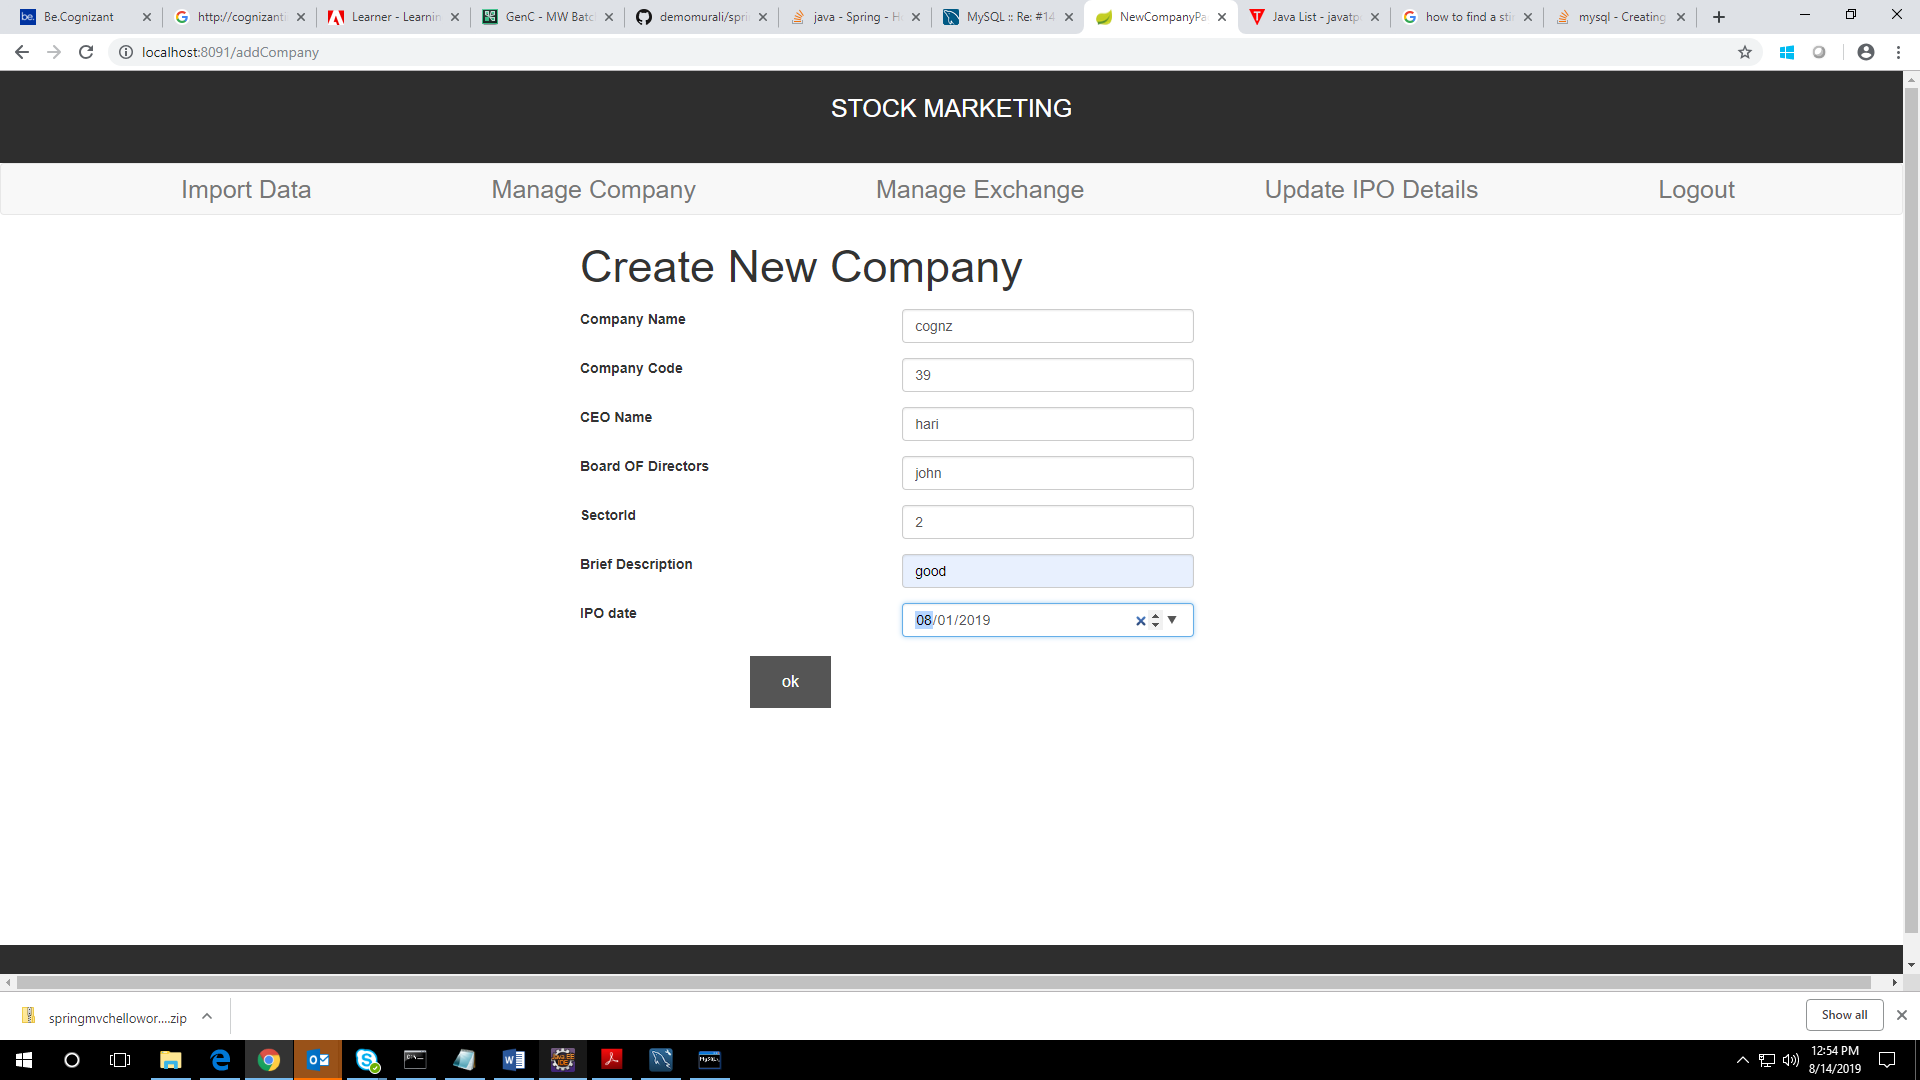 Be.Cognizant
http://cognizanti
Learner - Learnin
GenC - MW Batc
demomurali/spri
java - Spring - H
MySQL :: Re: #14
NewCompanyPa
Java List - javatp
how to find a stri
mysql - Creating
localhost:8091/addCompany
STOCK MARKETING
Import Data
Manage Company
Manage Exchange
Update IPO Details
Logout
Create New Company
Company Name
cognz
Company Code
39
CEO Name
hari
Board OF Directors
john
SectorId
2
Brief Description
good
IPO date
08/01/2019
ok
springmvchellowor....zip
Show all
12:54 PM
8/14/2019